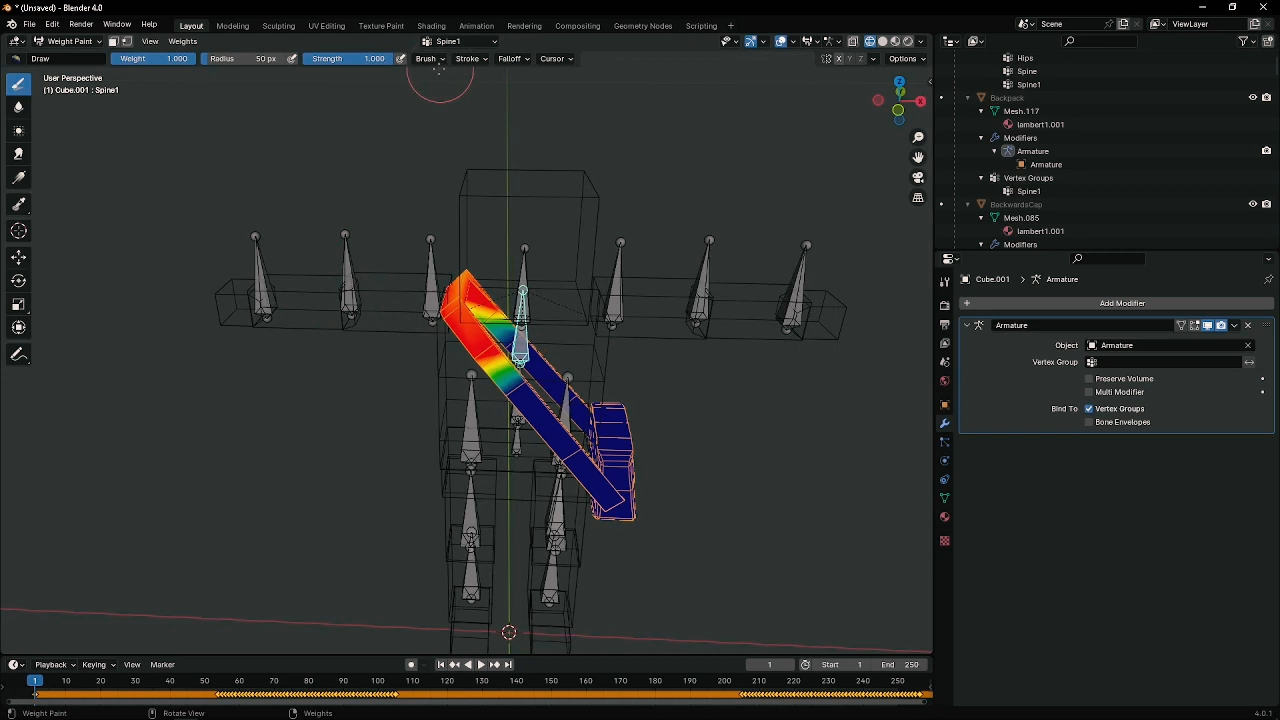 * (Unsaved) - Blender 4.0
File Edit Render Window Help Layout Modeling Sculpting UV Editing Texture Paint Shading Animation Rendering Compositing Geometry Nodes Scripting + Scene ViewLayer
Weight Paint View Weights Spine1
Draw Weight 1.000 Radius 50 px Strength 1.000 Brush Stroke Falloff Cursor X Y Z Options
User Perspective
(1) Cube.001 : Spine1
Z
Y
X
Hips
Spine
Spine1
Backpack
Mesh.117
lambert1.001
Modifiers
Armature
Armature
Vertex Groups
Spine1
BackwardsCap
Mesh.085
lambert1.001
Modifiers
Cube.001 > Armature
+ Add Modifier
Armature
Object Armature
Vertex Group
Preserve Volume
Multi Modifier
Bind To Vertex Groups
Bone Envelopes
Playback Keying View Marker 1 Start 1 End 250
1 10 20 30 40 50 60 70 80 90 100 110 120 130 140 150 160 170 180 190 200 210 220 230 240 250
Weight Paint Rotate View Weights 4.0.1